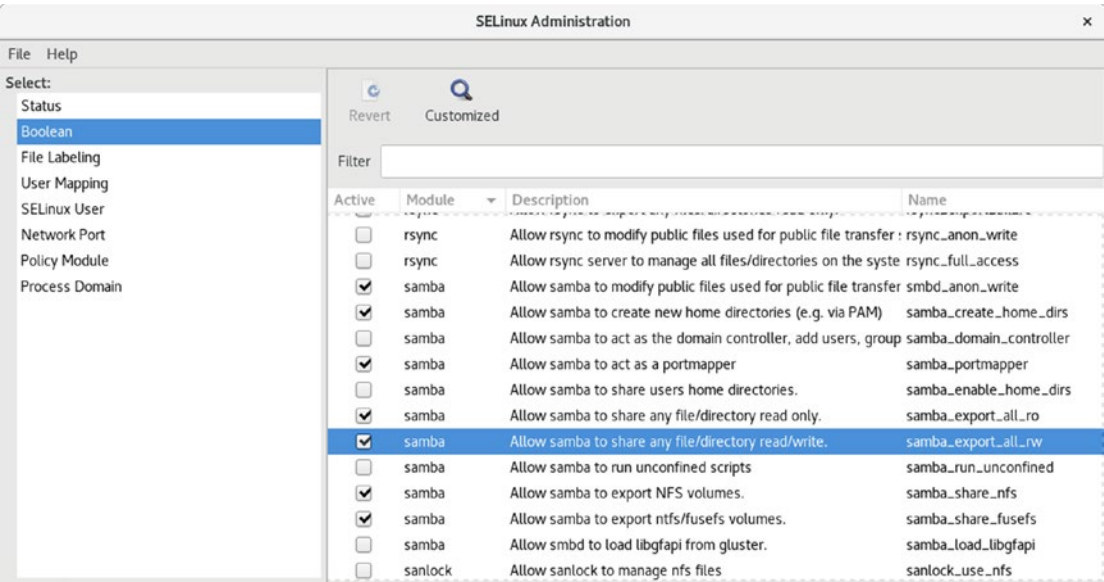 SELinux Administration ×
File Help
Select:
Status
Boolean
File Labeling
User Mapping
SELinux User
Network Port
Policy Module
Process Domain
Revert Customized
Filter
Active Module Description Name
rsync Allow rsync to modify public files used for public file transfer rsync_anon_write
rsync Allow rsync server to manage all files/directories on the syste rsync_full_access
samba Allow samba to modify public files used for public file transfer smbd_anon_write
samba Allow samba to create new home directories (e.g. via PAM) samba_create_home_dirs
samba Allow samba to act as the domain controller, add users, group samba_domain_controller
samba Allow samba to act as a portmapper samba_portmapper
samba Allow samba to share users home directories. samba_enable_home_dirs
samba Allow samba to share any file/directory read only. samba_export_all_ro
samba Allow samba to share any file/directory read/write. samba_export_all_rw
samba Allow samba to run unconfined scripts samba_run_unconfined
samba Allow samba to export NFS volumes. samba_share_nfs
samba Allow samba to export ntfs/fusefs volumes. samba_share_fusefs
samba Allow smbd to load libgfapi from gluster. samba_load_libgfapi
sanlock Allow sanlock to manage nfs files sanlock_use_nfs